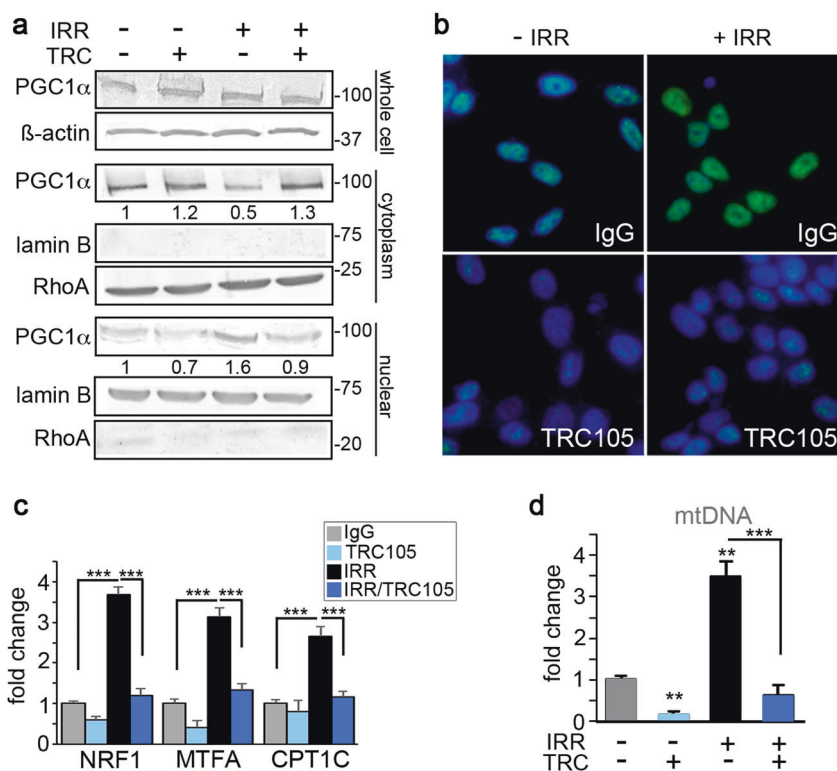 a
IRR - - + +
TRC - + - +
PGC1α -100
ß-actin -37
whole cell
PGC1α -100
1 1.2 0.5 1.3
lamin B -75
-25
RhoA
cytoplasm
PGC1α -100
1 0.7 1.6 0.9
lamin B -75
RhoA -20
nuclear
b
- IRR + IRR
IgG IgG
TRC105 TRC105
c
IgG
TRC105
IRR
IRR/TRC105
fold change
4
2
1
0
*** *** *** *** *** ***
NRF1 MTFA CPT1C
d
mtDNA
fold change
4
3
2
1
0
** ** ***
IRR - - + +
TRC - + - +